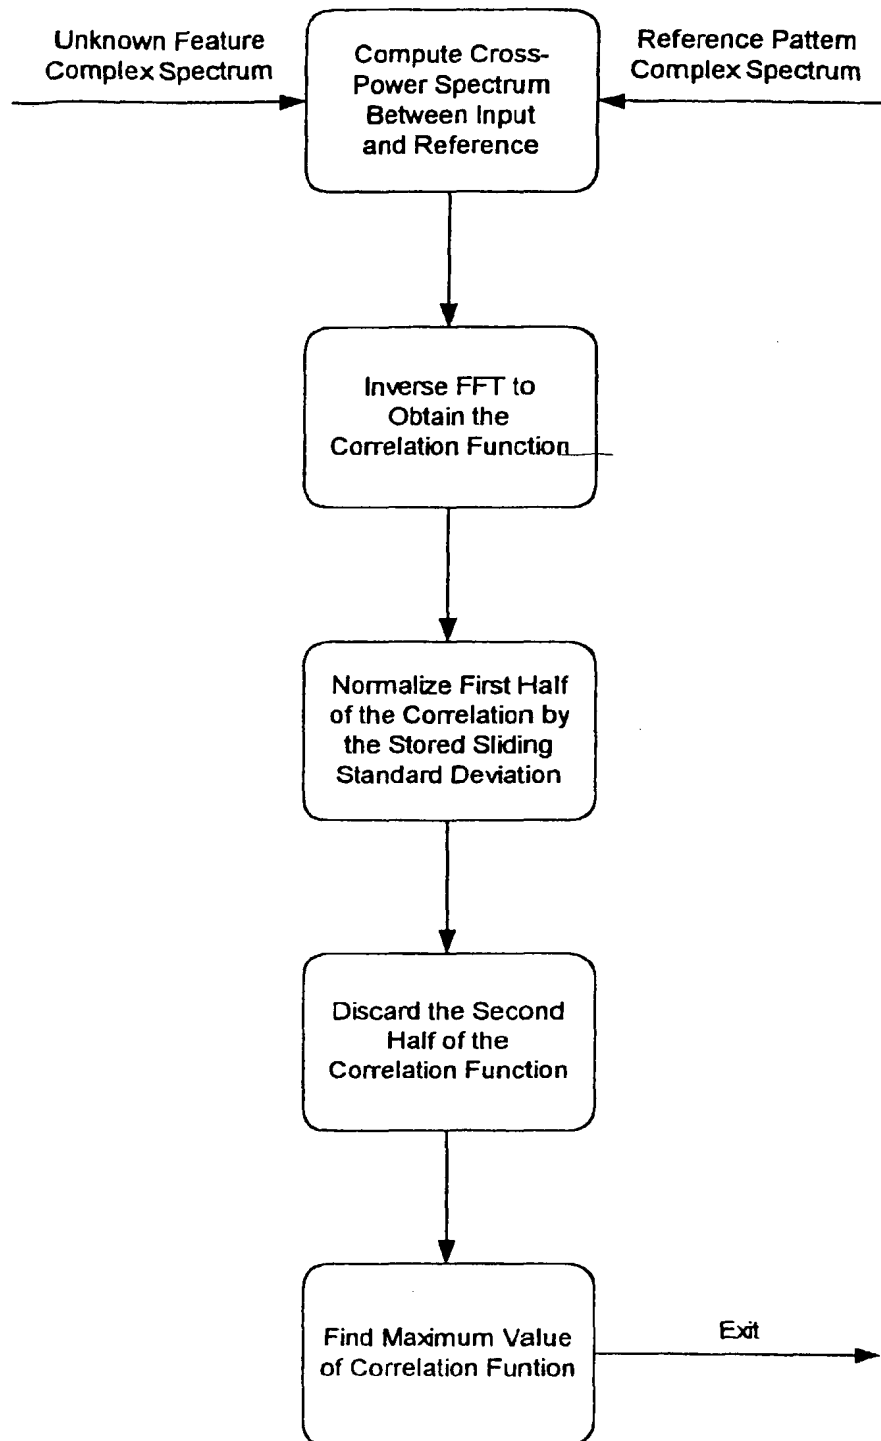 Unknown Feature
Complex Spectrum
Compute Cross-
Power Spectrum
Between Input
and Reference
Reference Pattern
Complex Spectrum
Inverse FFT to
Obtain the
Correlation Function
Normalize First Half
of the Correlation by
the Stored Sliding
Standard Deviation
Discard the Second
Half of the
Correlation Function
Find Maximum Value
of Correlation Funtion
Exit